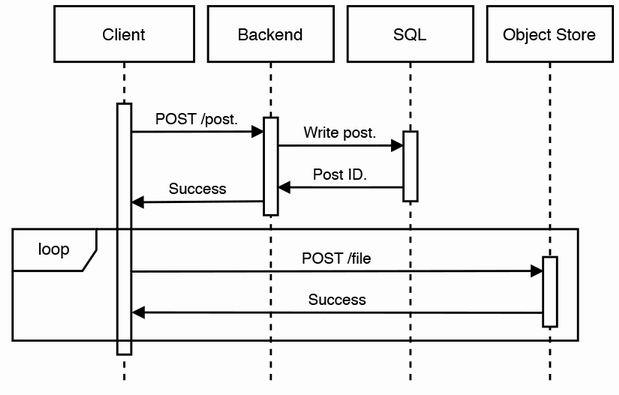 Client
Backend
SQL
Object Store
POST /post.
Write post.
Post ID.
Success
loop
POST /file
Success